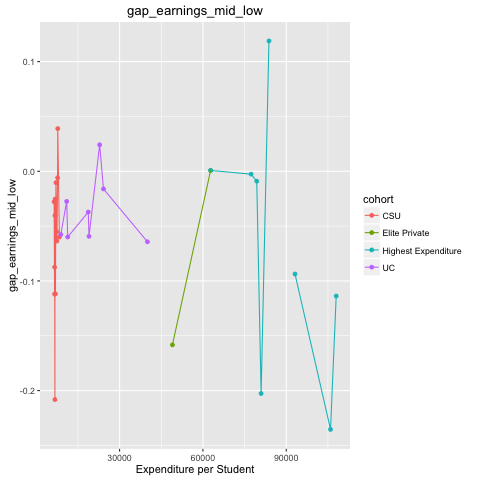 gap_earnings_mid_low
0.1
0.0
-0.1
-0.2
gap_earnings_mid_low
30000
60000
90000
Expenditure per Student
cohort
CSU
Elite Private
Highest Expenditure
UC